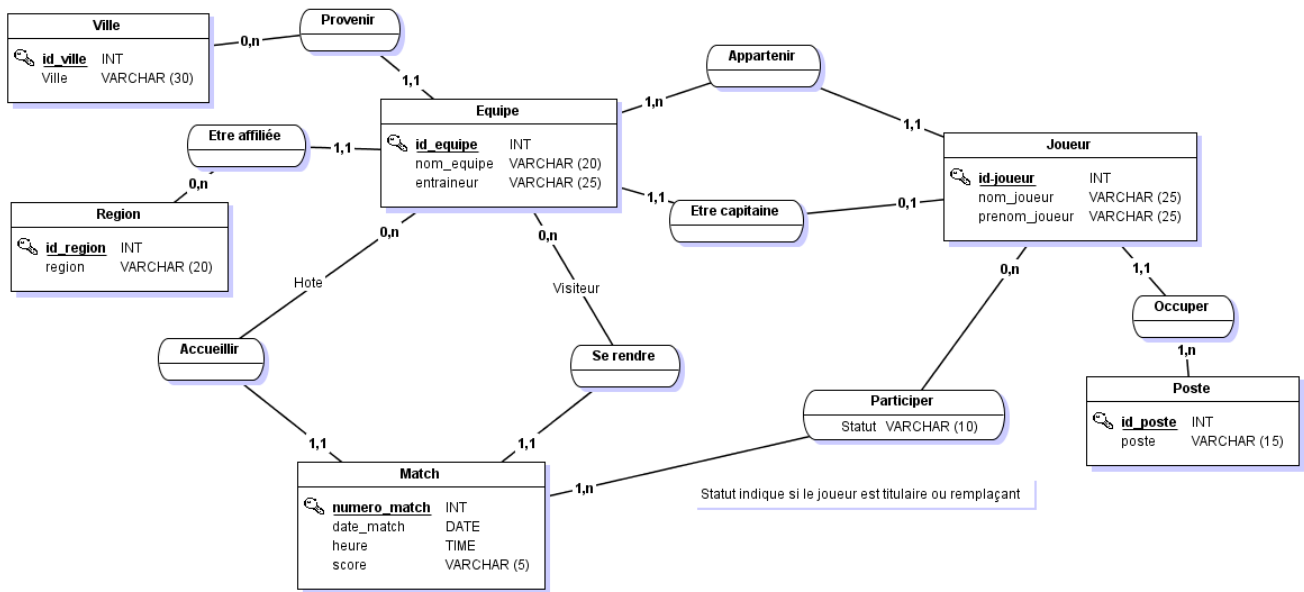 Ville
id_ville INT
Ville VARCHAR (30)
0,n
Provenir
1,1
Appartenir
1,n
1,1
Etre affiliée
1,1
0,n
Equipe
id_equipe INT
nom_equipe VARCHAR (20)
entraineur VARCHAR (25)
Joueur
id-joueur INT
nom_joueur VARCHAR (25)
prenom_joueur VARCHAR (25)
1,1
Etre capitaine
0,1
Region
id_region INT
region VARCHAR (20)
0,n
0,n
Hote
Visiteur
0,n
1,1
Occuper
1,n
Accueillir
Se rendre
1,1
1,1
Participer
Statut VARCHAR (10)
Poste
id_poste INT
poste VARCHAR (15)
Match
numero_match INT
date_match DATE
heure TIME
score VARCHAR (5)
1,n
Statut indique si le joueur est titulaire ou remplaçant